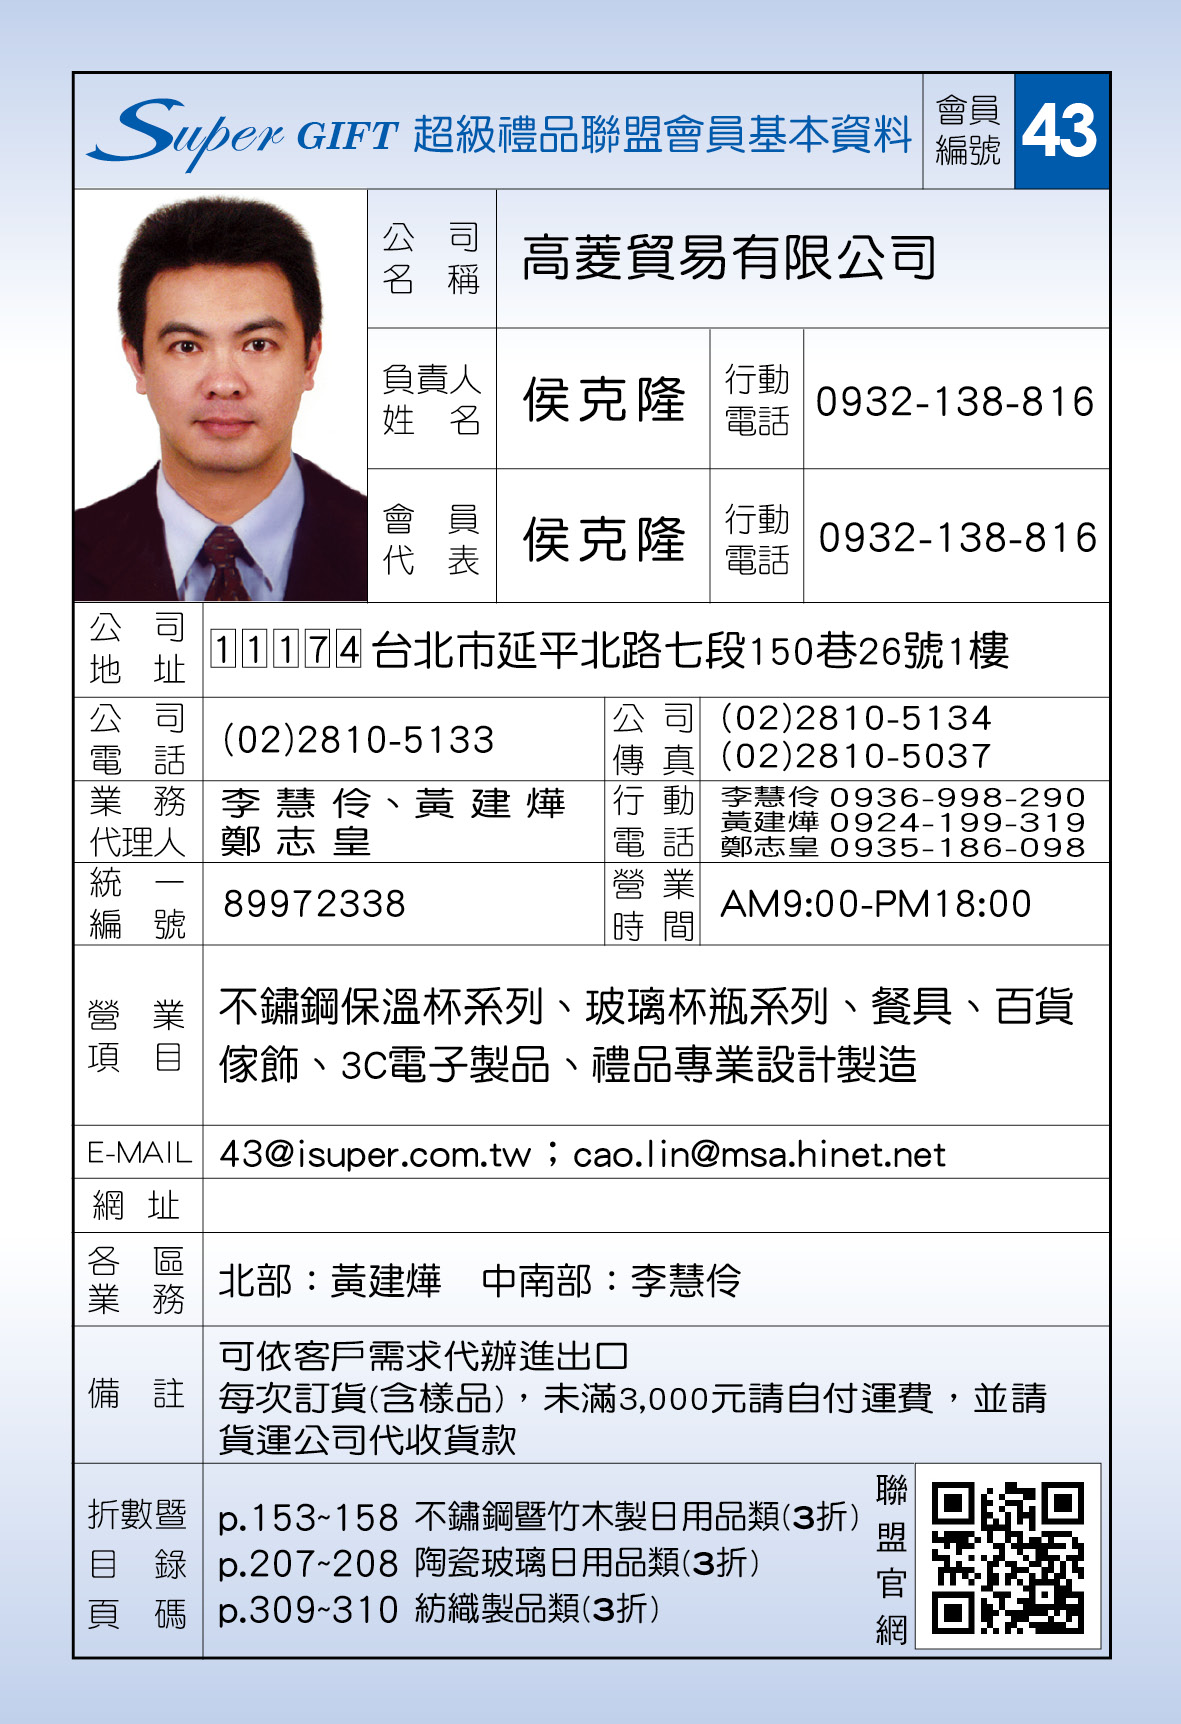 Super GIFT 超級禮品聯盟會員基本資料
會員編號 43
公司名稱 高菱貿易有限公司
負責人姓名 侯克隆 行動電話 0932-138-816
會員代表 侯克隆 行動電話 0932-138-816
公司地址 11174 台北市延平北路七段150巷26號1樓
公司電話 (02)2810-5133
公司傳真 (02)2810-5134
(02)2810-5037
業務代理人 李慧伶、黃建燁
鄭志皇
行動電話 李慧伶 0936-998-290
黃建燁 0924-199-319
鄭志皇 0935-186-098
統一編號 89972338
營業時間 AM9:00-PM18:00
營業項目 不鏽鋼保溫杯系列、玻璃杯瓶系列、餐具、百貨
傢飾、3C電子製品、禮品專業設計製造
E-MAIL 43@isuper.com.tw；cao.lin@msa.hinet.net
網址
各區業務 北部：黃建燁 中南部：李慧伶
備註 可依客戶需求代辦進出口
每次訂貨(含樣品)，未滿3,000元請自付運費，並請
貨運公司代收貨款
折數暨目錄頁碼 p.153~158 不鏽鋼暨竹木製日用品類(3折)
p.207~208 陶瓷玻璃日用品類(3折)
p.309~310 紡織製品類(3折)
聯盟官網